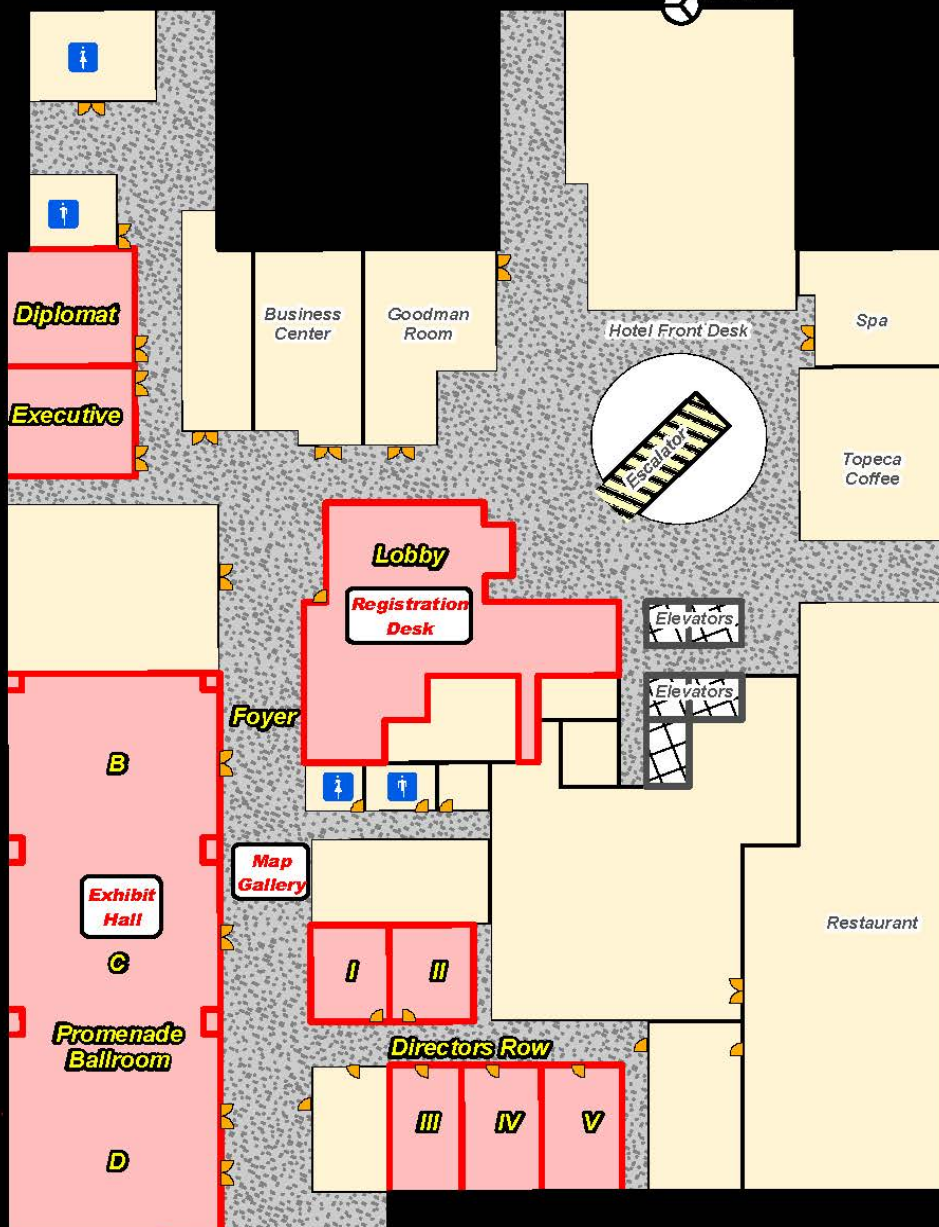 Diplomat
Business
Center
Goodman
Room
Hotel Front Desk
Spa
Executive
Escalator
Topeca
Coffee
Lobby
Registration
Desk
Elevators
Elevators
Foyer
B
Map
Gallery
Exhibit
Hall
Restaurant
C
I
II
Promenade
Ballroom
Directors Row
III
IV
V
D